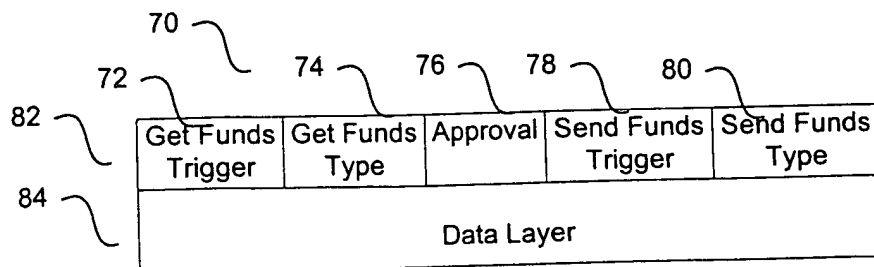 70
72
74
76
78
80
82
Get Funds
Trigger
Get Funds
Type
Approval
Send Funds
Trigger
Send Funds
Type
84
Data Layer